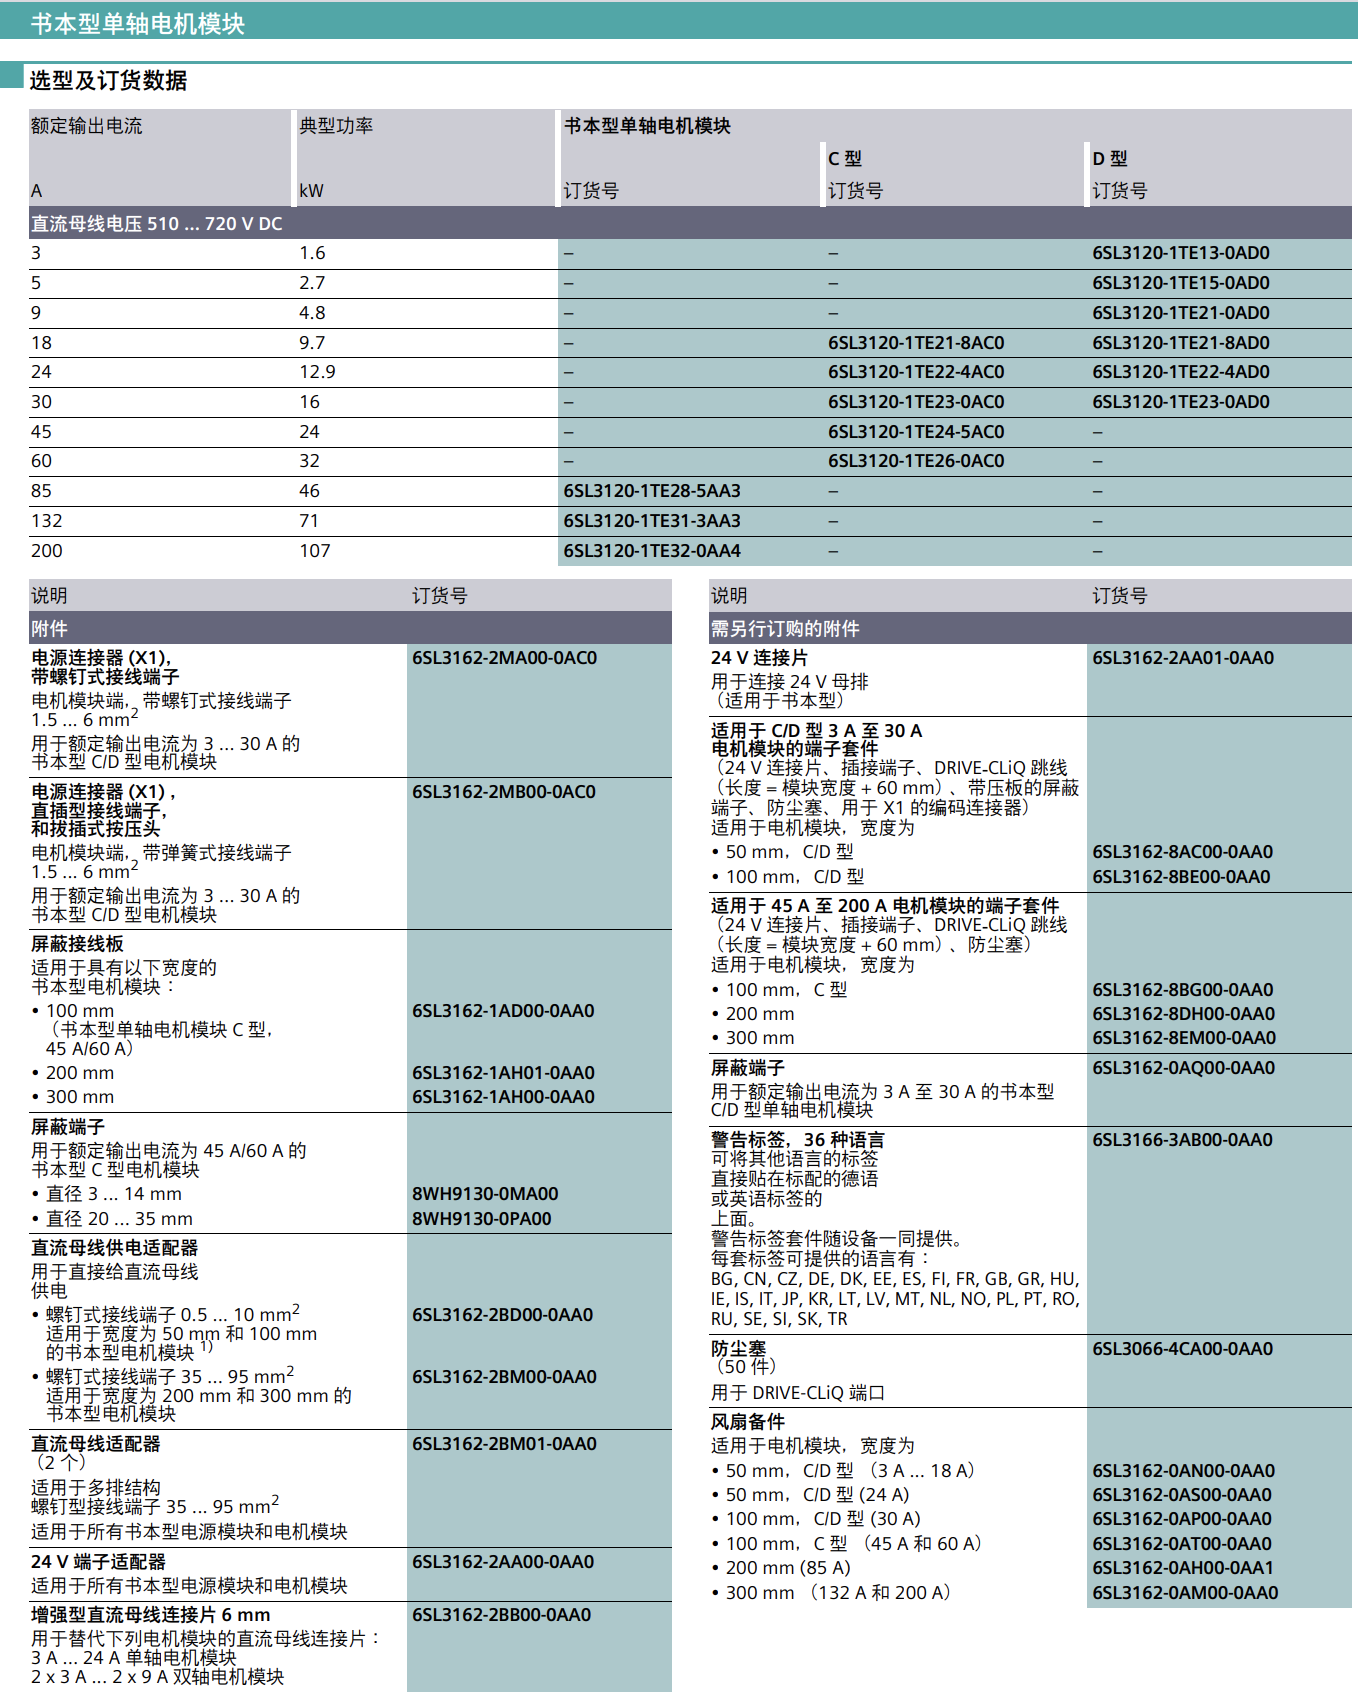 书本型单轴电机模块
选型及订货数据
额定输出电流 典型功率 书本型单轴电机模块
C 型 D 型
A kW 订货号 订货号 订货号
直流母线电压 510 ... 720 V DC
3 1.6 – – 6SL3120-1TE13-0AD0
5 2.7 – – 6SL3120-1TE15-0AD0
9 4.8 – – 6SL3120-1TE21-0AD0
18 9.7 – 6SL3120-1TE21-8AC0 6SL3120-1TE21-8AD0
24 12.9 – 6SL3120-1TE22-4AC0 6SL3120-1TE22-4AD0
30 16 – 6SL3120-1TE23-0AC0 6SL3120-1TE23-0AD0
45 24 – 6SL3120-1TE24-5AC0 –
60 32 – 6SL3120-1TE26-0AC0 –
85 46 6SL3120-1TE28-5AA3 – –
132 71 6SL3120-1TE31-3AA3 – –
200 107 6SL3120-1TE32-0AA4 – –
说明 订货号
附件
电源连接器 (X1)， 6SL3162-2MA00-0AC0
带螺钉式接线端子
电机模块端，带螺钉式接线端子
1.5 ... 6 mm²
用于额定输出电流为 3 ... 30 A 的
书本型 C/D 型电机模块
电源连接器 (X1)， 6SL3162-2MB00-0AC0
直插型接线端子，
和拔插式按压头
电机模块端，带弹簧式接线端子
1.5 ... 6 mm²
用于额定输出电流为 3 ... 30 A 的
书本型 C/D 型电机模块
屏蔽接线板
适用于具有以下宽度的
书本型电机模块：
• 100 mm 6SL3162-1AD00-0AA0
（书本型单轴电机模块 C 型，
45 A/60 A）
• 200 mm 6SL3162-1AH01-0AA0
• 300 mm 6SL3162-1AH00-0AA0
屏蔽端子
用于额定输出电流为 45 A/60 A 的
书本型 C 型电机模块
• 直径 3 ... 14 mm 8WH9130-0MA00
• 直径 20 ... 35 mm 8WH9130-0PA00
直流母线供电适配器
用于直接给直流母线
供电
• 螺钉式接线端子 0.5 ... 10 mm² 6SL3162-2BD00-0AA0
适用于宽度为 50 mm 和 100 mm
的书本型电机模块 1)
• 螺钉式接线端子 35 ... 95 mm² 6SL3162-2BM00-0AA0
适用于宽度为 200 mm 和 300 mm 的
书本型电机模块
直流母线适配器 6SL3162-2BM01-0AA0
（2 个）
适用于多排结构
螺钉型接线端子 35 ... 95 mm²
适用于所有书本型电源模块和电机模块
24 V 端子适配器 6SL3162-2AA00-0AA0
适用于所有书本型电源模块和电机模块
增强型直流母线连接片 6 mm 6SL3162-2BB00-0AA0
用于替代下列电机模块的直流母线连接片：
3 A ... 24 A 单轴电机模块
2 x 3 A ... 2 x 9 A 双轴电机模块
说明 订货号
需另行订购的附件
24 V 连接片 6SL3162-2AA01-0AA0
用于连接 24 V 母排
（适用于书本型）
适用于 C/D 型 3 A 至 30 A
电机模块的端子套件
（24 V 连接片、插接端子、DRIVE-CLiQ 跳线
（长度 = 模块宽度 + 60 mm）、带压板的屏蔽
端子、防尘塞、用于 X1 的编码连接器）
适用于电机模块，宽度为
• 50 mm，C/D 型 6SL3162-8AC00-0AA0
• 100 mm，C/D 型 6SL3162-8BE00-0AA0
适用于 45 A 至 200 A 电机模块的端子套件
（24 V 连接片、插接端子、DRIVE-CLiQ 跳线
（长度 = 模块宽度 + 60 mm）、防尘塞）
适用于电机模块，宽度为
• 100 mm，C 型 6SL3162-8BG00-0AA0
• 200 mm 6SL3162-8DH00-0AA0
• 300 mm 6SL3162-8EM00-0AA0
屏蔽端子 6SL3162-0AQ00-0AA0
用于额定输出电流为 3 A 至 30 A 的书本型
C/D 型单轴电机模块
警告标签，36 种语言 6SL3166-3AB00-0AA0
可将其他语言的标签
直接贴在标配的德语
或英语标签的
上面。
警告标签套件随设备一同提供。
每套标签可提供的语言有：
BG, CN, CZ, DE, DK, EE, ES, FI, FR, GB, GR, HU,
IE, IS, IT, JP, KR, LT, LV, MT, NL, NO, PL, PT, RO,
RU, SE, SI, SK, TR
防尘塞 6SL3066-4CA00-0AA0
（50 件）
用于 DRIVE-CLiQ 端口
风扇备件
适用于电机模块，宽度为
• 50 mm，C/D 型 （3 A ... 18 A） 6SL3162-0AN00-0AA0
• 50 mm，C/D 型 (24 A) 6SL3162-0AS00-0AA0
• 100 mm，C/D 型 (30 A) 6SL3162-0AP00-0AA0
• 100 mm，C 型 （45 A 和 60 A） 6SL3162-0AT00-0AA0
• 200 mm (85 A) 6SL3162-0AH00-0AA1
• 300 mm （132 A 和 200 A） 6SL3162-0AM00-0AA0